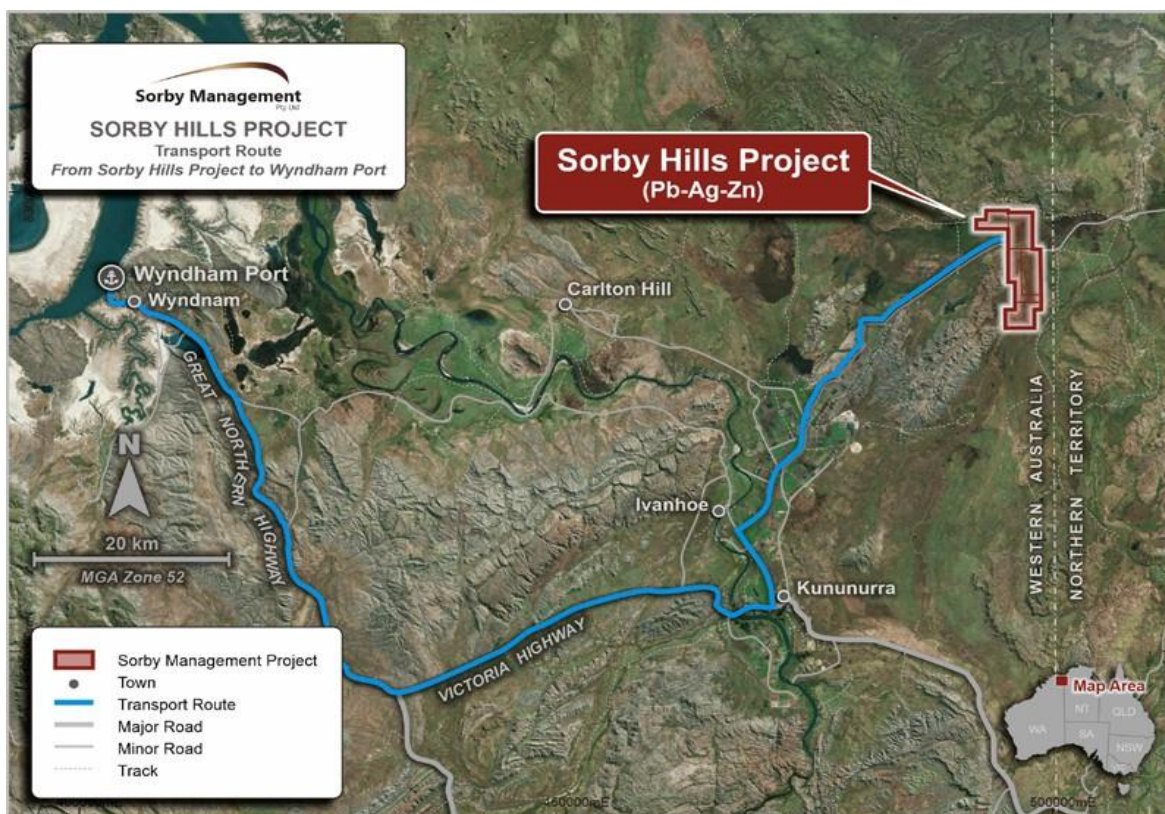 Sorby Management
Pty Ltd
SORBY HILLS PROJECT
Transport Route
From Sorby Hills Project to Wyndham Port
Sorby Hills Project
(Pb-Ag-Zn)
Wyndham Port
Wyndnam
Carlton Hill
GREAT NORTHERN HIGHWAY
N
20 km
MGA Zone 52
Ivanhoe
Kununurra
VICTORIA HIGHWAY
WESTERN AUSTRALIA
NORTHERN TERRITORY
Sorby Management Project
Town
Transport Route
Major Road
Minor Road
Track
Map Area
WA
NT
QLD
SA
NSW
500000mE